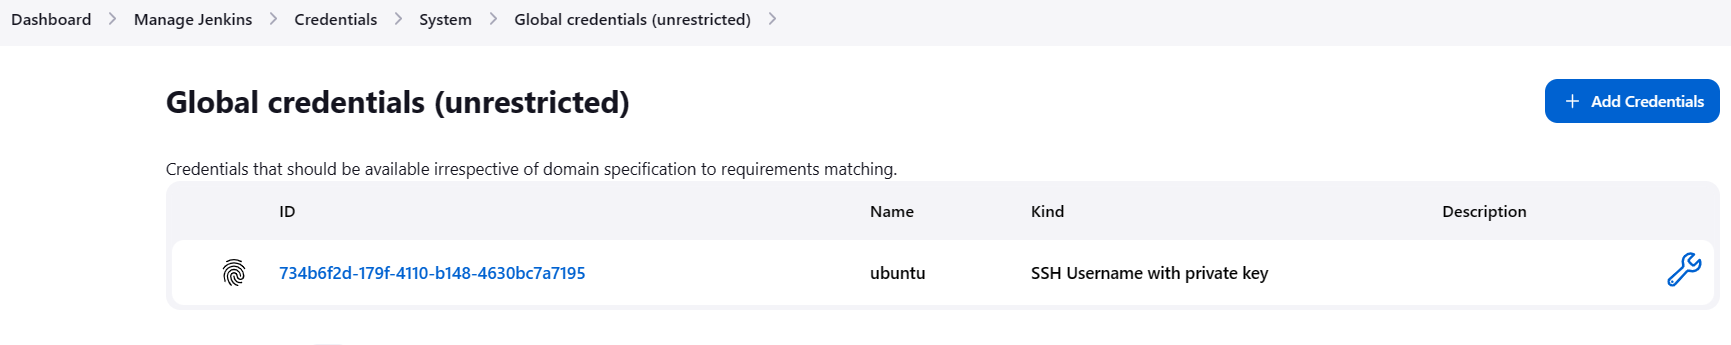 Dashboard > Manage Jenkins > Credentials > System > Global credentials (unrestricted) >
Global credentials (unrestricted)
+ Add Credentials
Credentials that should be available irrespective of domain specification to requirements matching.
ID Name Kind Description
734b6f2d-179f-4110-b148-4630bc7a7195 ubuntu SSH Username with private key